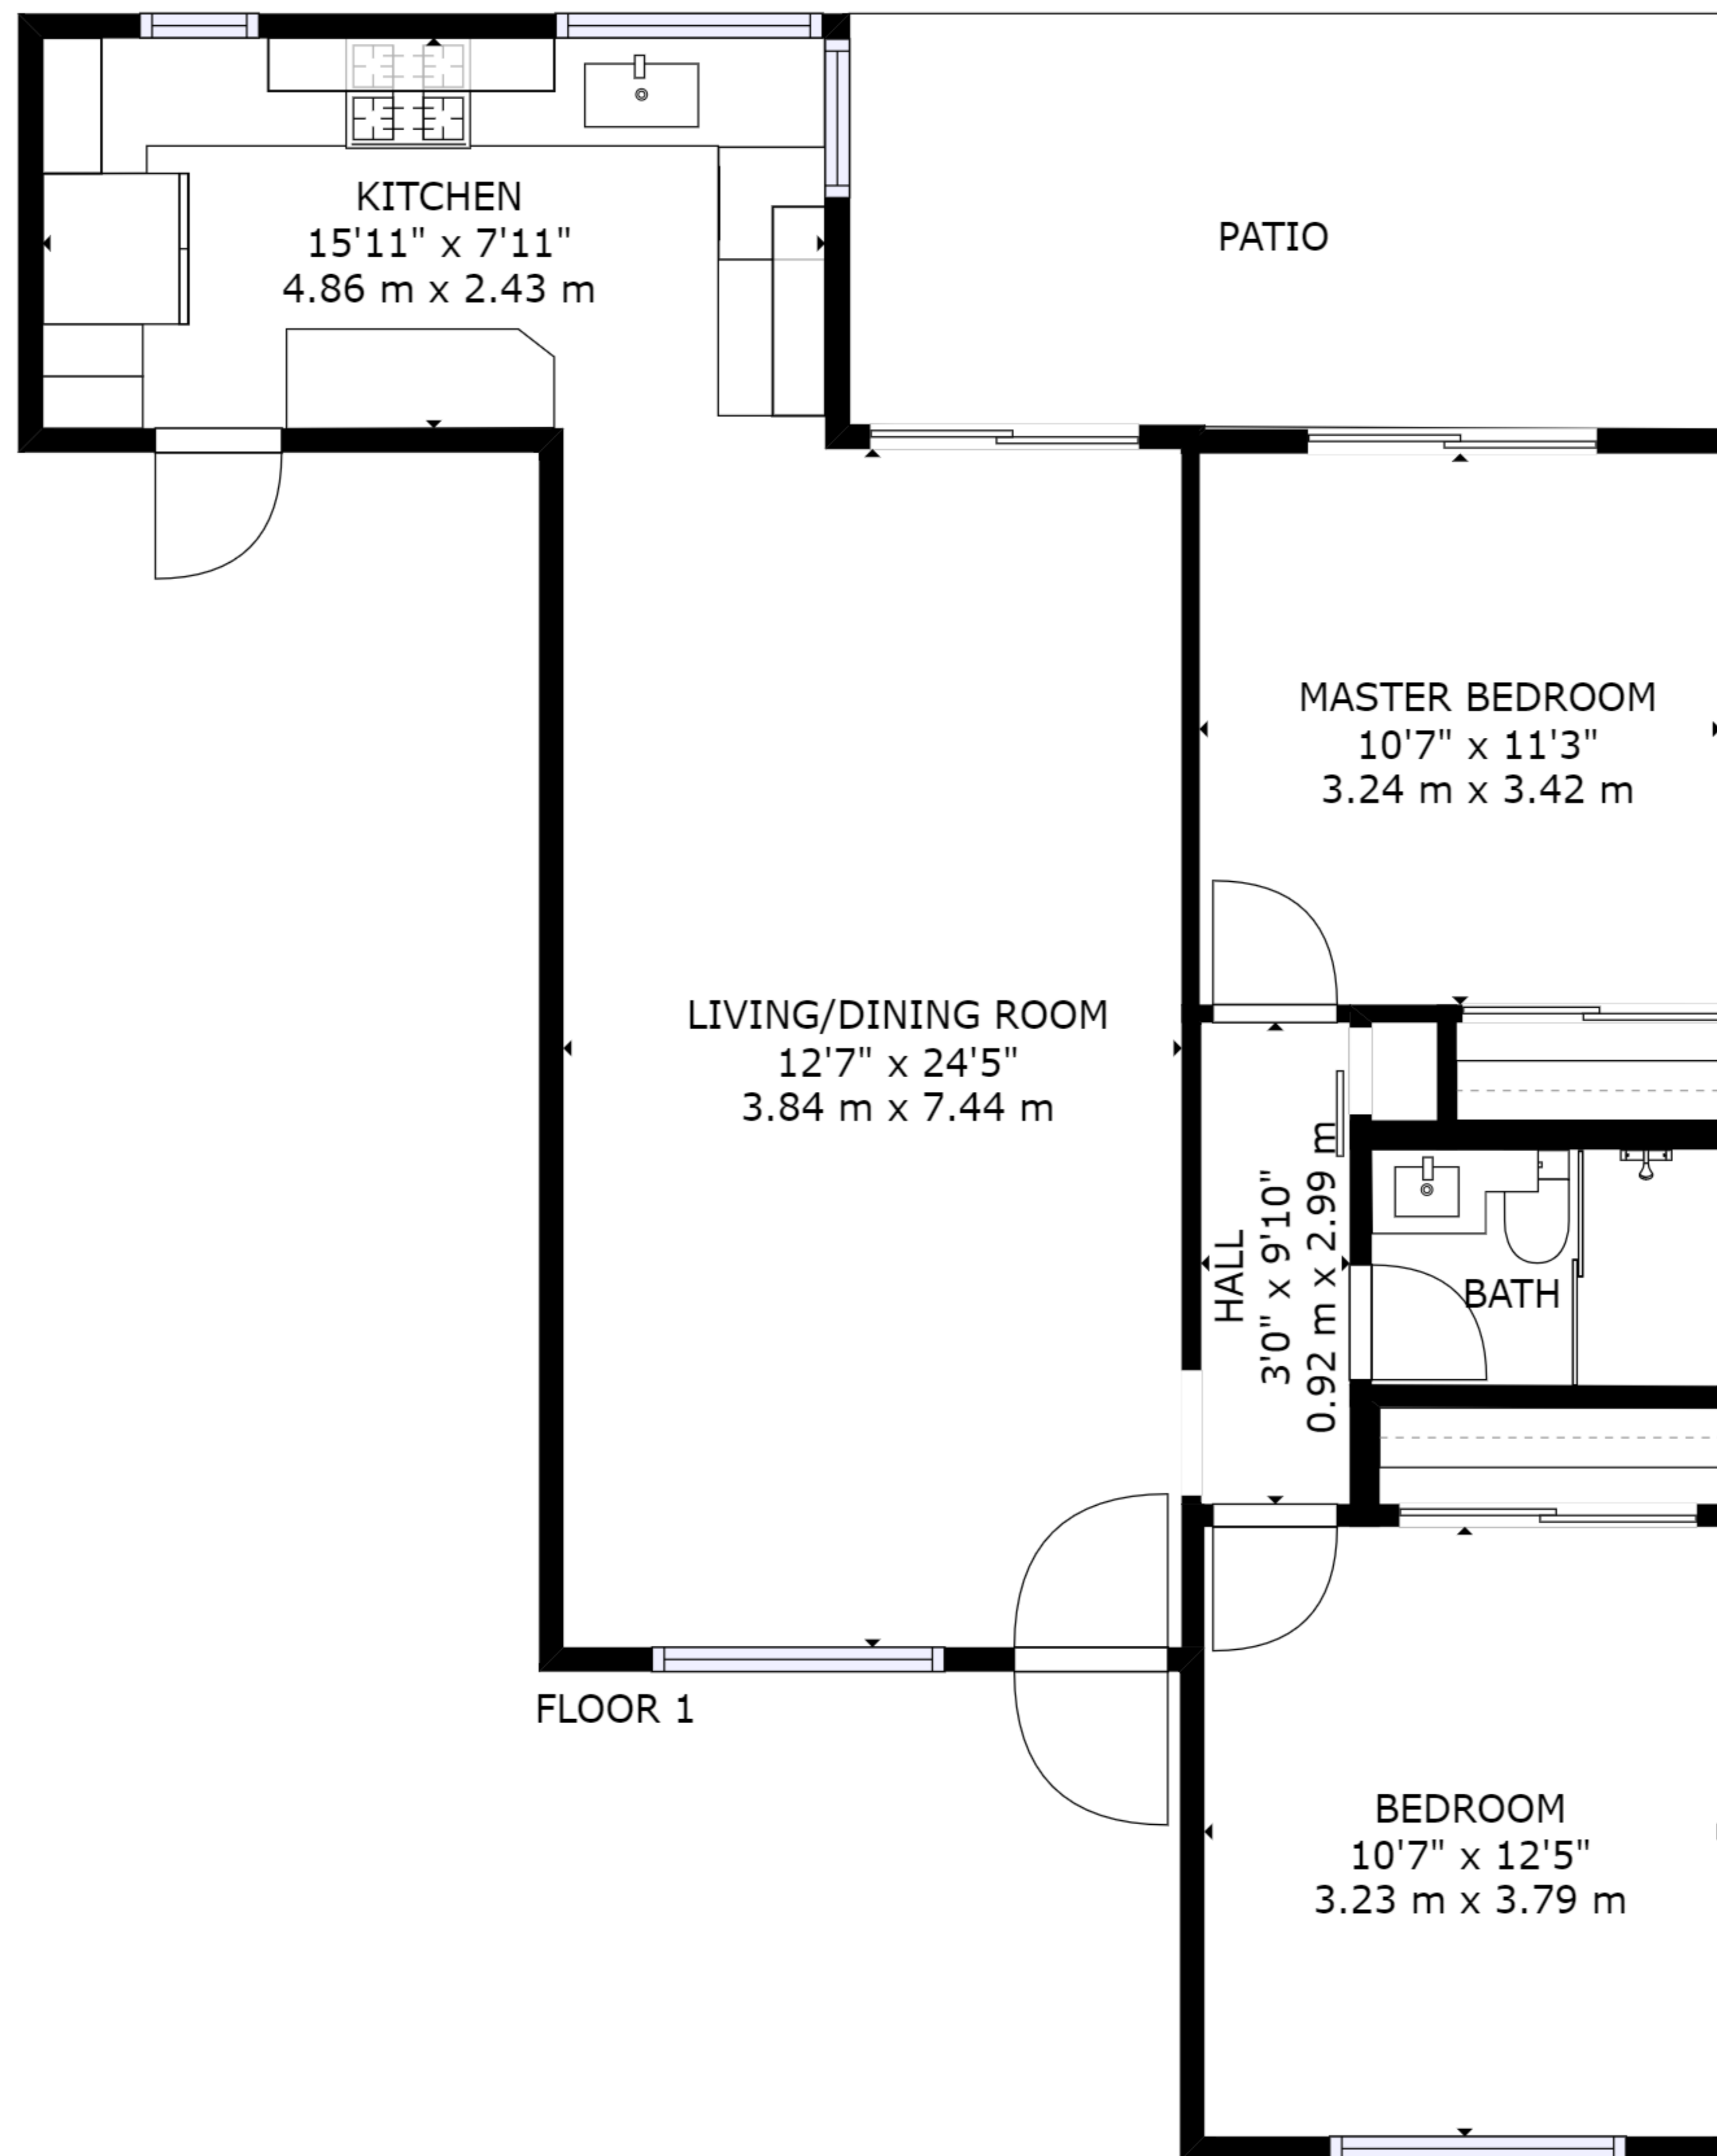 KITCHEN
15'11" x 7'11"
4.86 m x 2.43 m
PATIO
MASTER BEDROOM
10'7" x 11'3"
3.24 m x 3.42 m
LIVING/DINING ROOM
12'7" x 24'5"
3.84 m x 7.44 m
HALL
3'0" x 9'10"
0.92 m x 2.99 m
BATH
FLOOR 1
BEDROOM
10'7" x 12'5"
3.23 m x 3.79 m